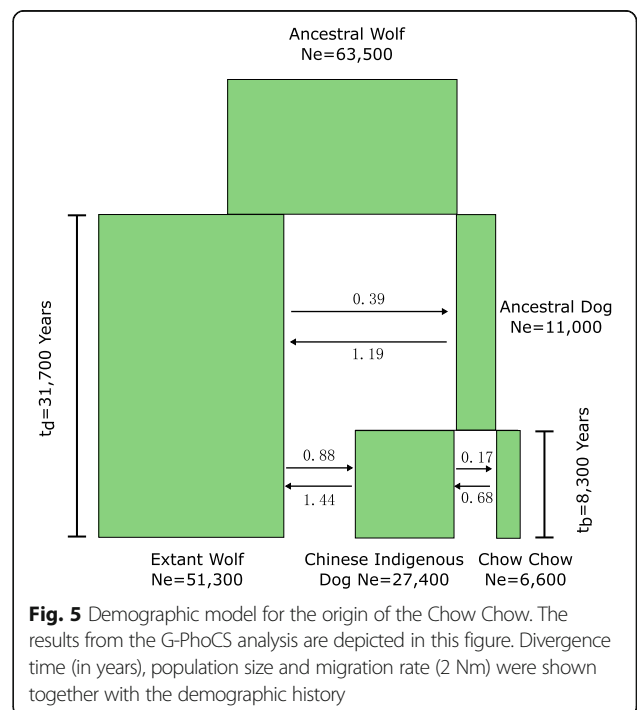 Ancestral Wolf
Ne=63,500
0.39
1.19
Ancestral Dog
Ne=11,000
td=31,700 Years
0.88
1.44
0.17
0.68
tb=8,300 Years
Extant Wolf
Ne=51,300
Chinese Indigenous
Dog Ne=27,400
Chow Chow
Ne=6,600
Fig. 5 Demographic model for the origin of the Chow Chow. The
results from the G-PhoCS analysis are depicted in this figure. Divergence
time (in years), population size and migration rate (2 Nm) were shown
together with the demographic history